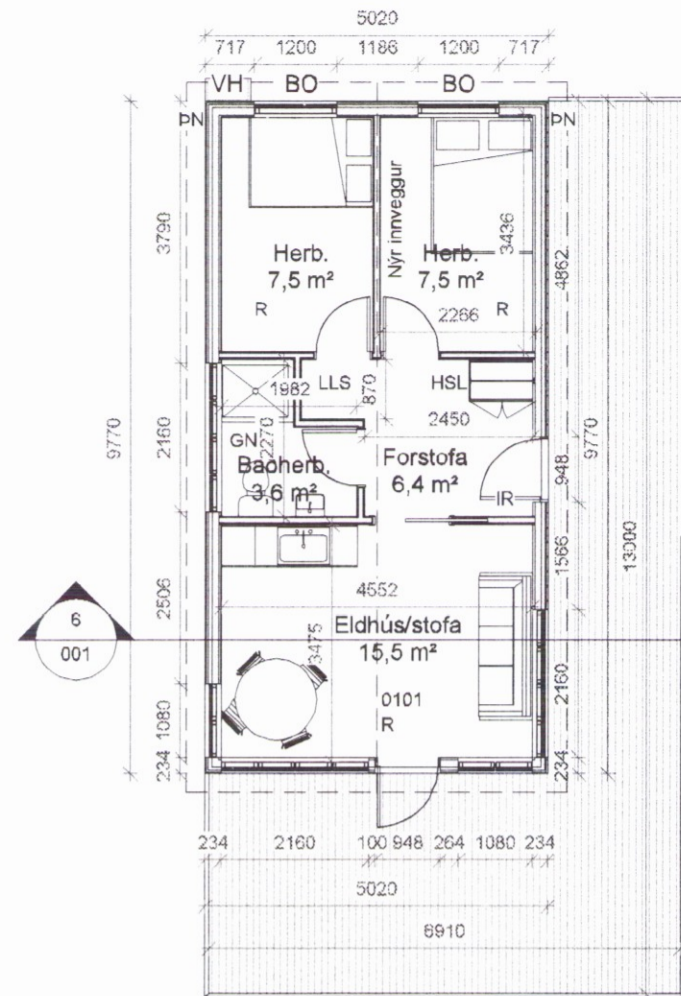 5020
717 1200 1186 1200 717
VH BO BO
ÞN ÞN
3790
Nýr innveggur
3436
4862
Herb.
7,5 m²
Herb.
7,5 m²
R
R
2266
1982
LLS
870
HSL
2450
9770
2160
GN
2270
Baðherb.
3,6 m²
Forstofa
6,4 m²
948
9770
IR
1566
13000
2506
4552
6
001
Eldhús/stofa
15,5 m²
3475
0101
R
2160
1080
234
234
234 2160 100 948 264 1080 234
5020
6910